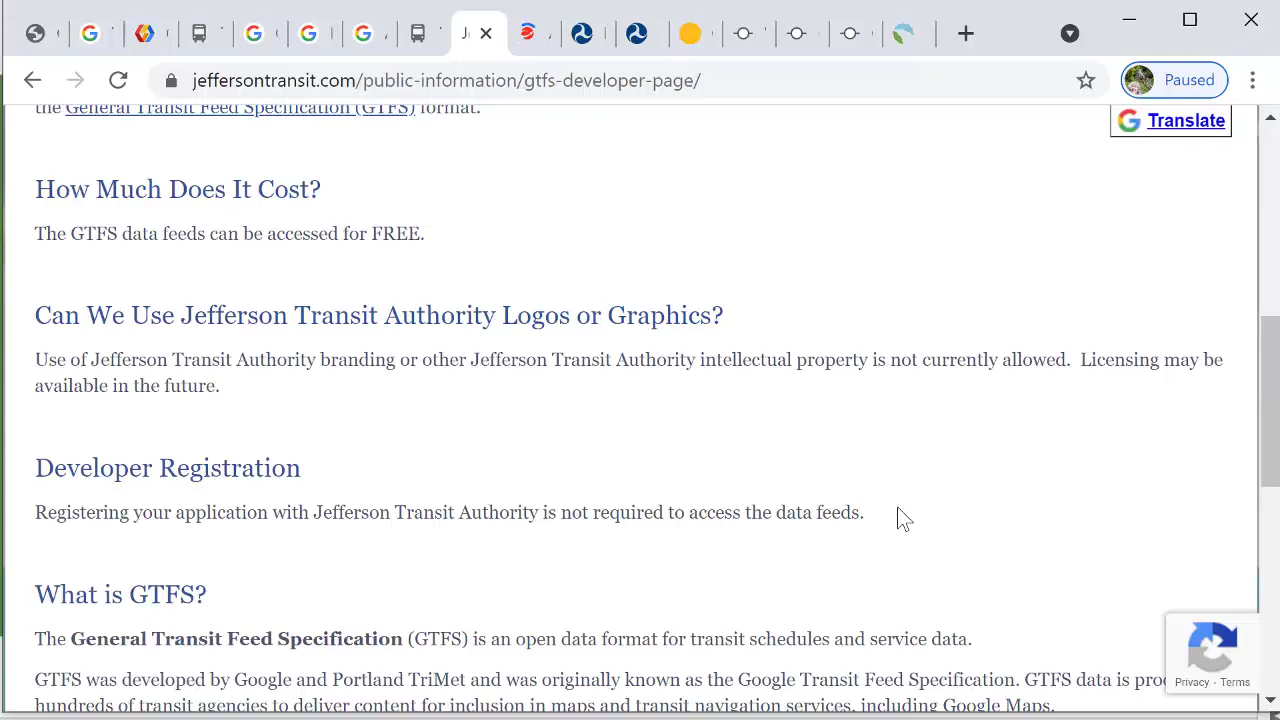 jeffersontransit.com/public-information/gtfs-developer-page/
Paused
the General Transit Feed Specification (GTFS) format.
Translate
How Much Does It Cost?
The GTFS data feeds can be accessed for FREE.
Can We Use Jefferson Transit Authority Logos or Graphics?
Use of Jefferson Transit Authority branding or other Jefferson Transit Authority intellectual property is not currently allowed.  Licensing may be
available in the future.
Developer Registration
Registering your application with Jefferson Transit Authority is not required to access the data feeds.
What is GTFS?
The General Transit Feed Specification (GTFS) is an open data format for transit schedules and service data.
GTFS was developed by Google and Portland TriMet and was originally known as the Google Transit Feed Specification. GTFS data is
hundreds of transit agencies to deliver content for inclusion in maps and transit navigation services, including Google Maps.
Privacy - Terms